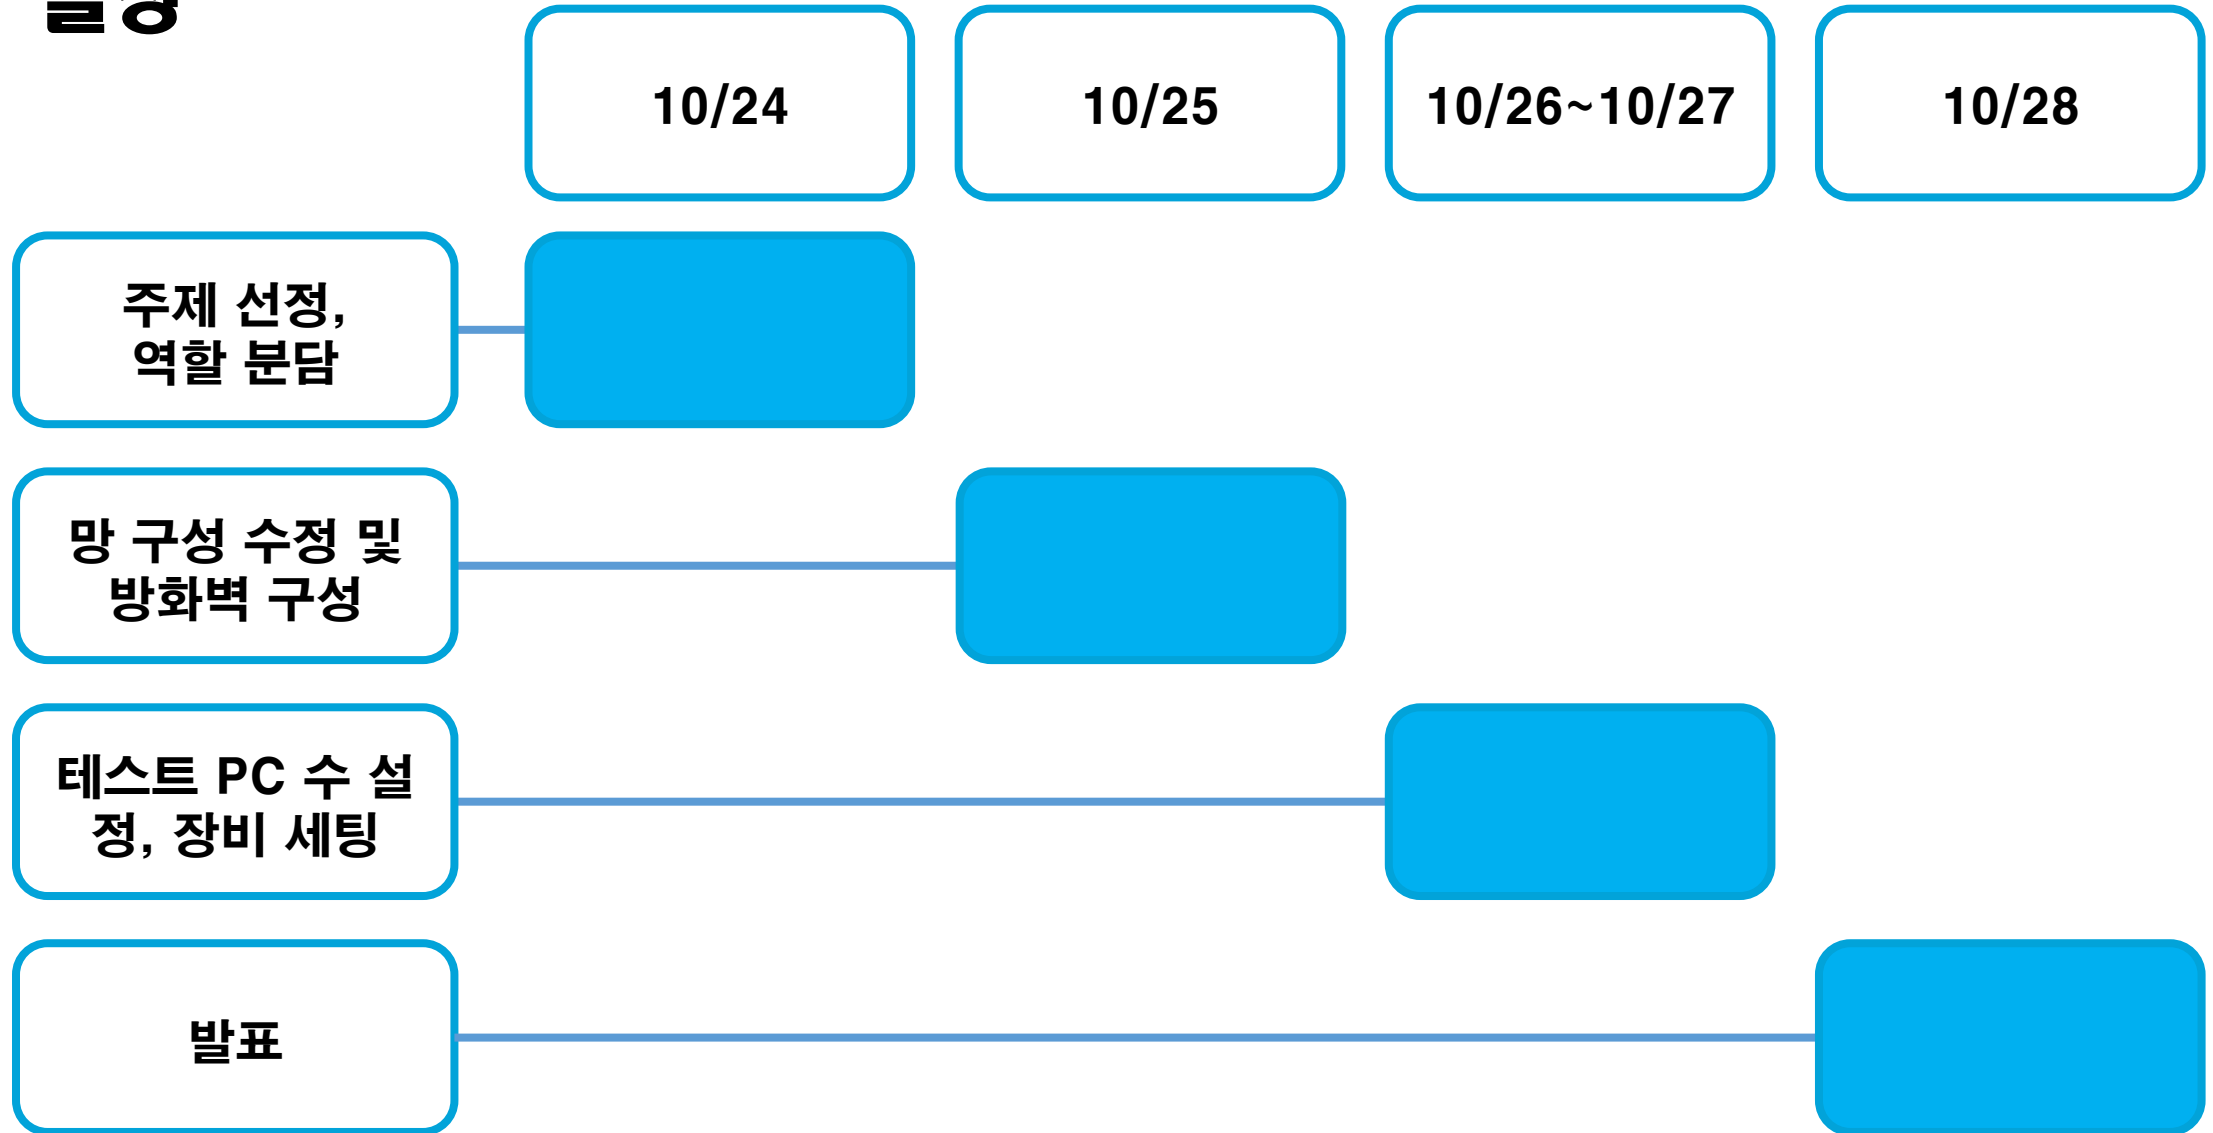 10/24
10/25
10/26~10/27
10/28
주제 선정,
역할 분담
망 구성 수정 및
방화벽 구성
테스트 PC 수 설
정, 장비 세팅
발표